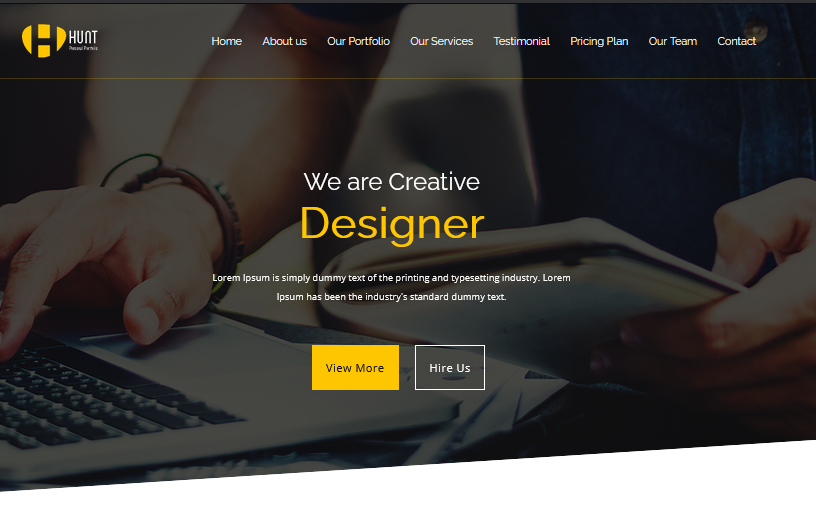 HUNT
Personal Portfolio
Home About us Our Portfolio Our Services Testimonial Pricing Plan Our Team Contact
We are Creative
Designer
Lorem Ipsum is simply dummy text of the printing and typesetting industry. Lorem
Ipsum has been the industry's standard dummy text.
View More Hire Us